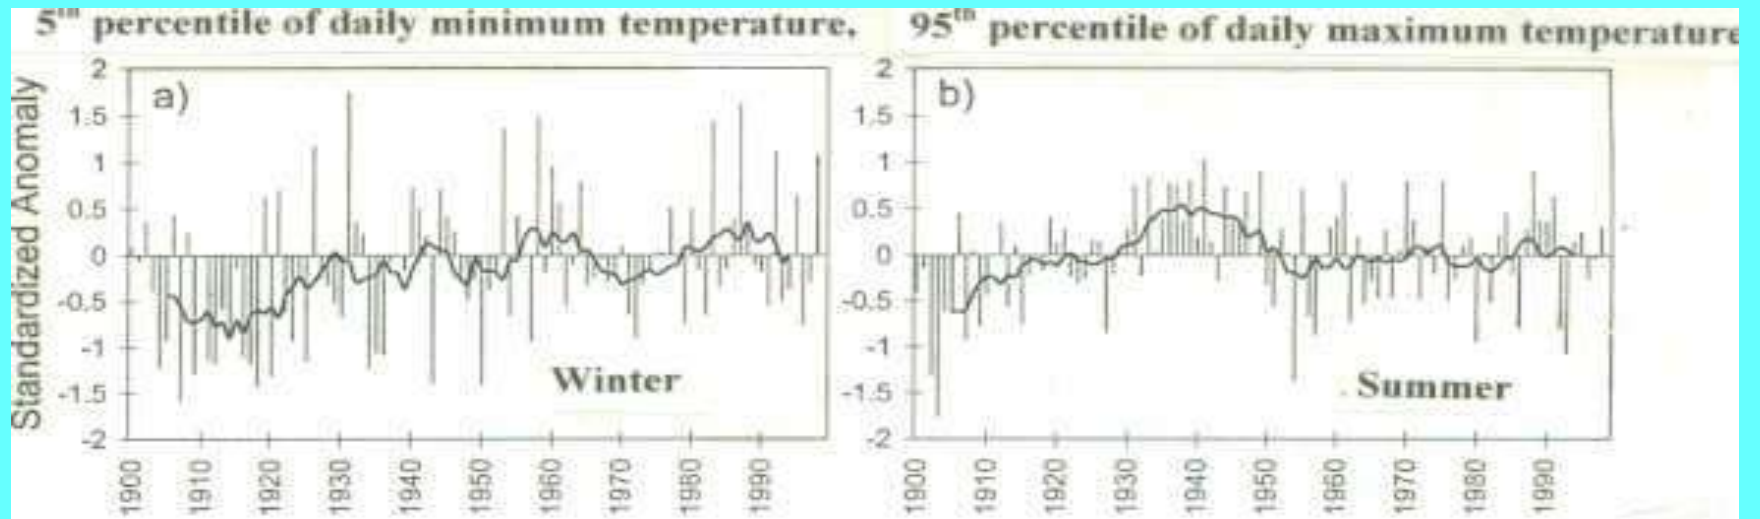 5th percentile of daily minimum temperature.
95th percentile of daily maximum temperature
Standardized Anomaly
a)
2
1.5
1
0.5
0
-0.5
-1
-1.5
-2
Winter
1900 1910 1920 1930 1940 1950 1960 1970 1980 1990
b)
2
1.5
1
0.5
0
-0.5
-1
-1.5
-2
. Summer
1900 1910 1920 1930 1940 1950 1960 1970 1980 1990